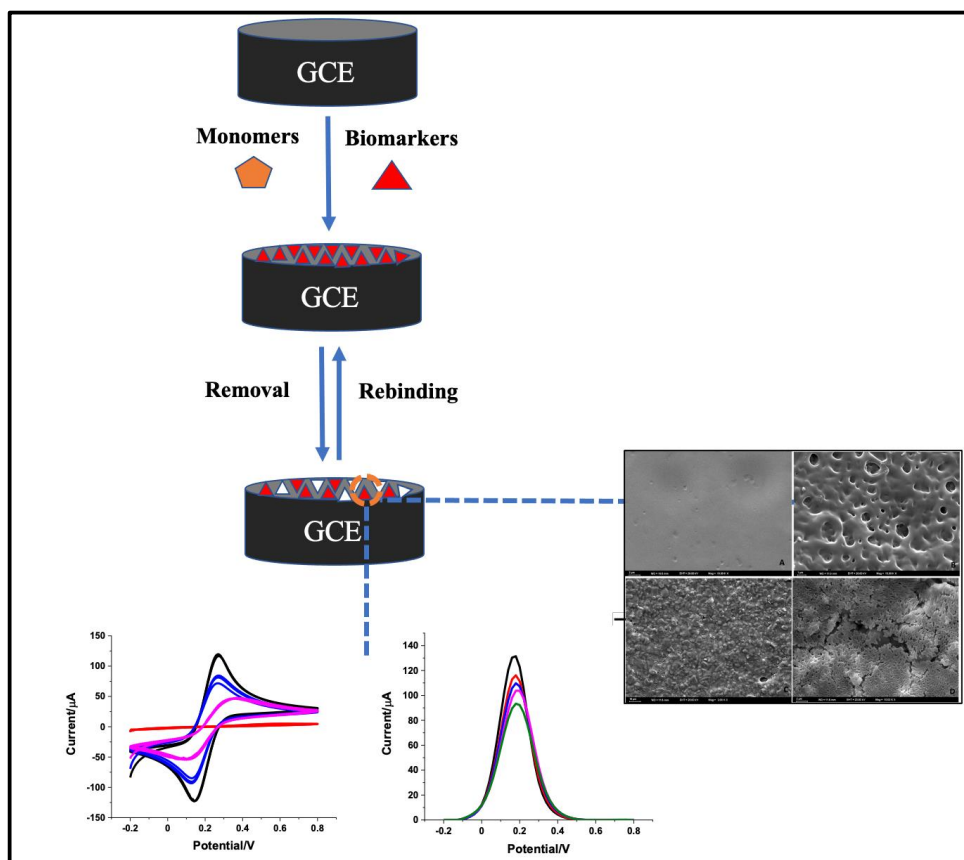 GCE
Monomers
Biomarkers
GCE
Removal
Rebinding
GCE
A
B
C
D
150
100
50
0
-50
-100
-150
Current/µA
-0.2
0
0.2
0.4
0.6
0.8
Potential/V
140
120
100
80
60
40
20
0
Current/µA
-0.2
0
0.2
0.4
0.6
0.8
Potential/V